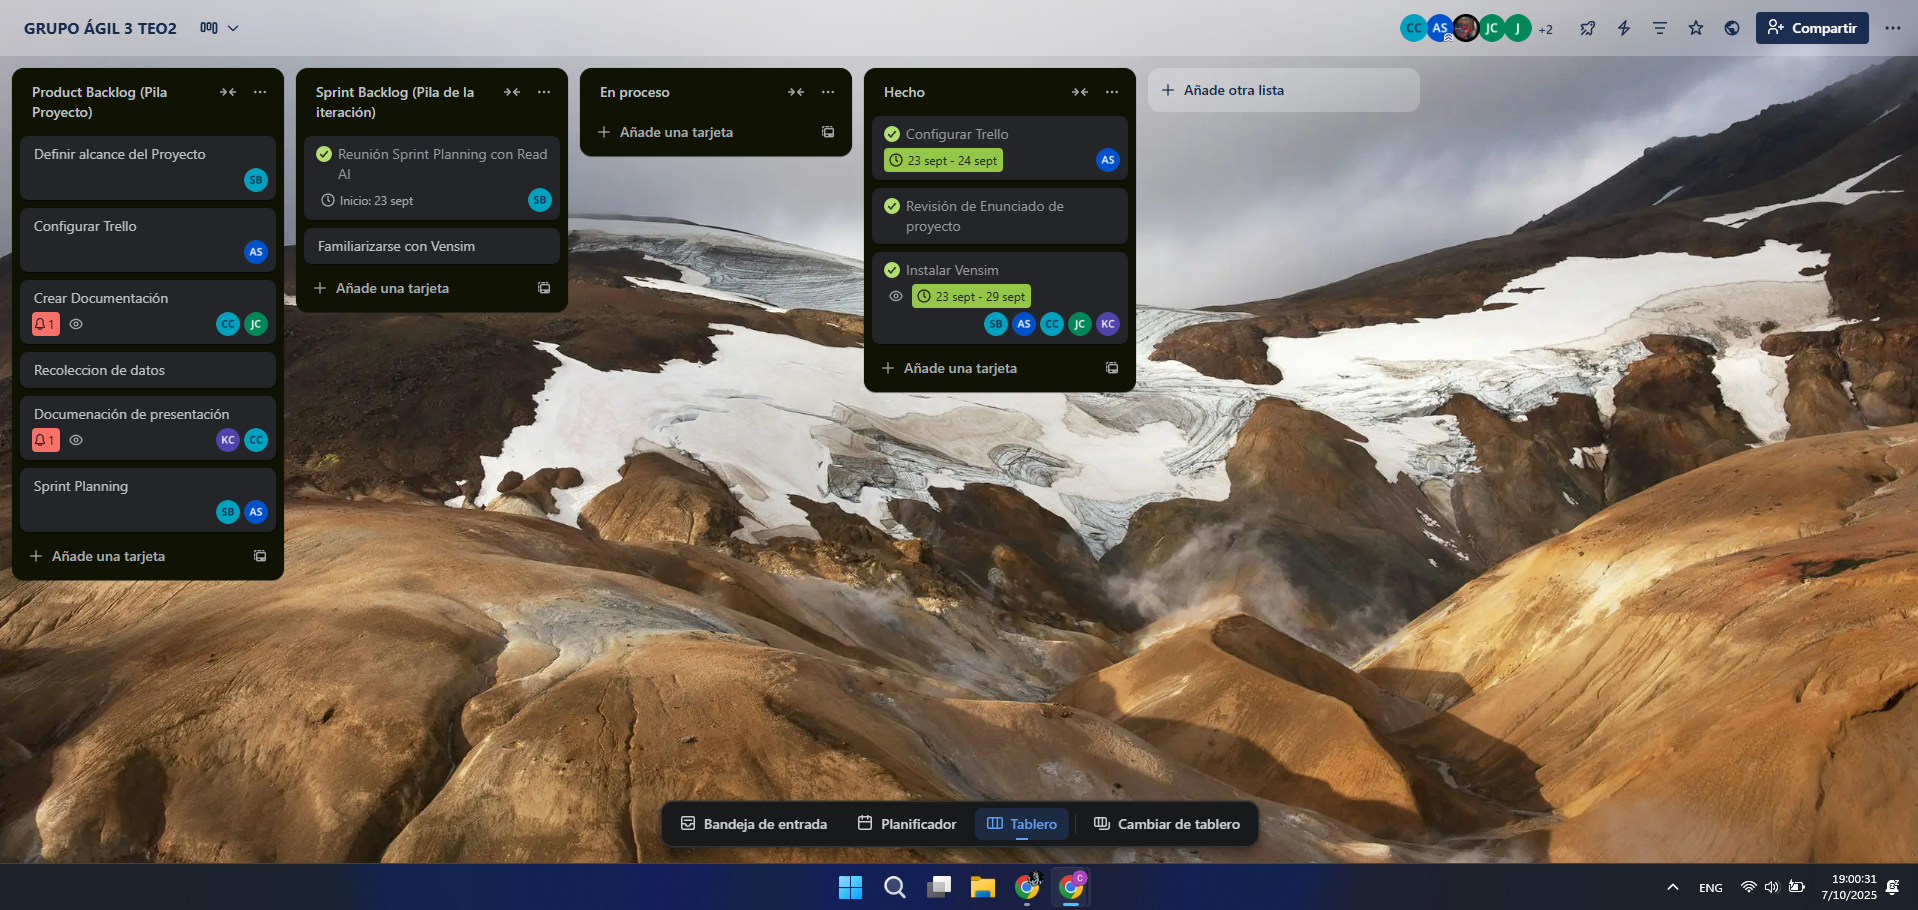 GRUPO ÁGIL 3 TEO2
CC AS JC J +2
Compartir
Product Backlog (Pila
Proyecto)
Definir alcance del Proyecto
SB
Configurar Trello
AS
Crear Documentación
1
CC JC
Recoleccion de datos
Documenación de presentación
1
KC CC
Sprint Planning
SB AS
Añade una tarjeta
Sprint Backlog (Pila de la
iteración)
Reunión Sprint Planning con Read
AI
Inicio: 23 sept
SB
Familiarizarse con Vensim
Añade una tarjeta
En proceso
Añade una tarjeta
Hecho
Configurar Trello
23 sept - 24 sept
AS
Revisión de Enunciado de
proyecto
Instalar Vensim
23 sept - 29 sept
SB AS CC JC KC
Añade una tarjeta
Añade otra lista
Bandeja de entrada
Planificador
Tablero
Cambiar de tablero
C
ENG
19:00:31
7/10/2025